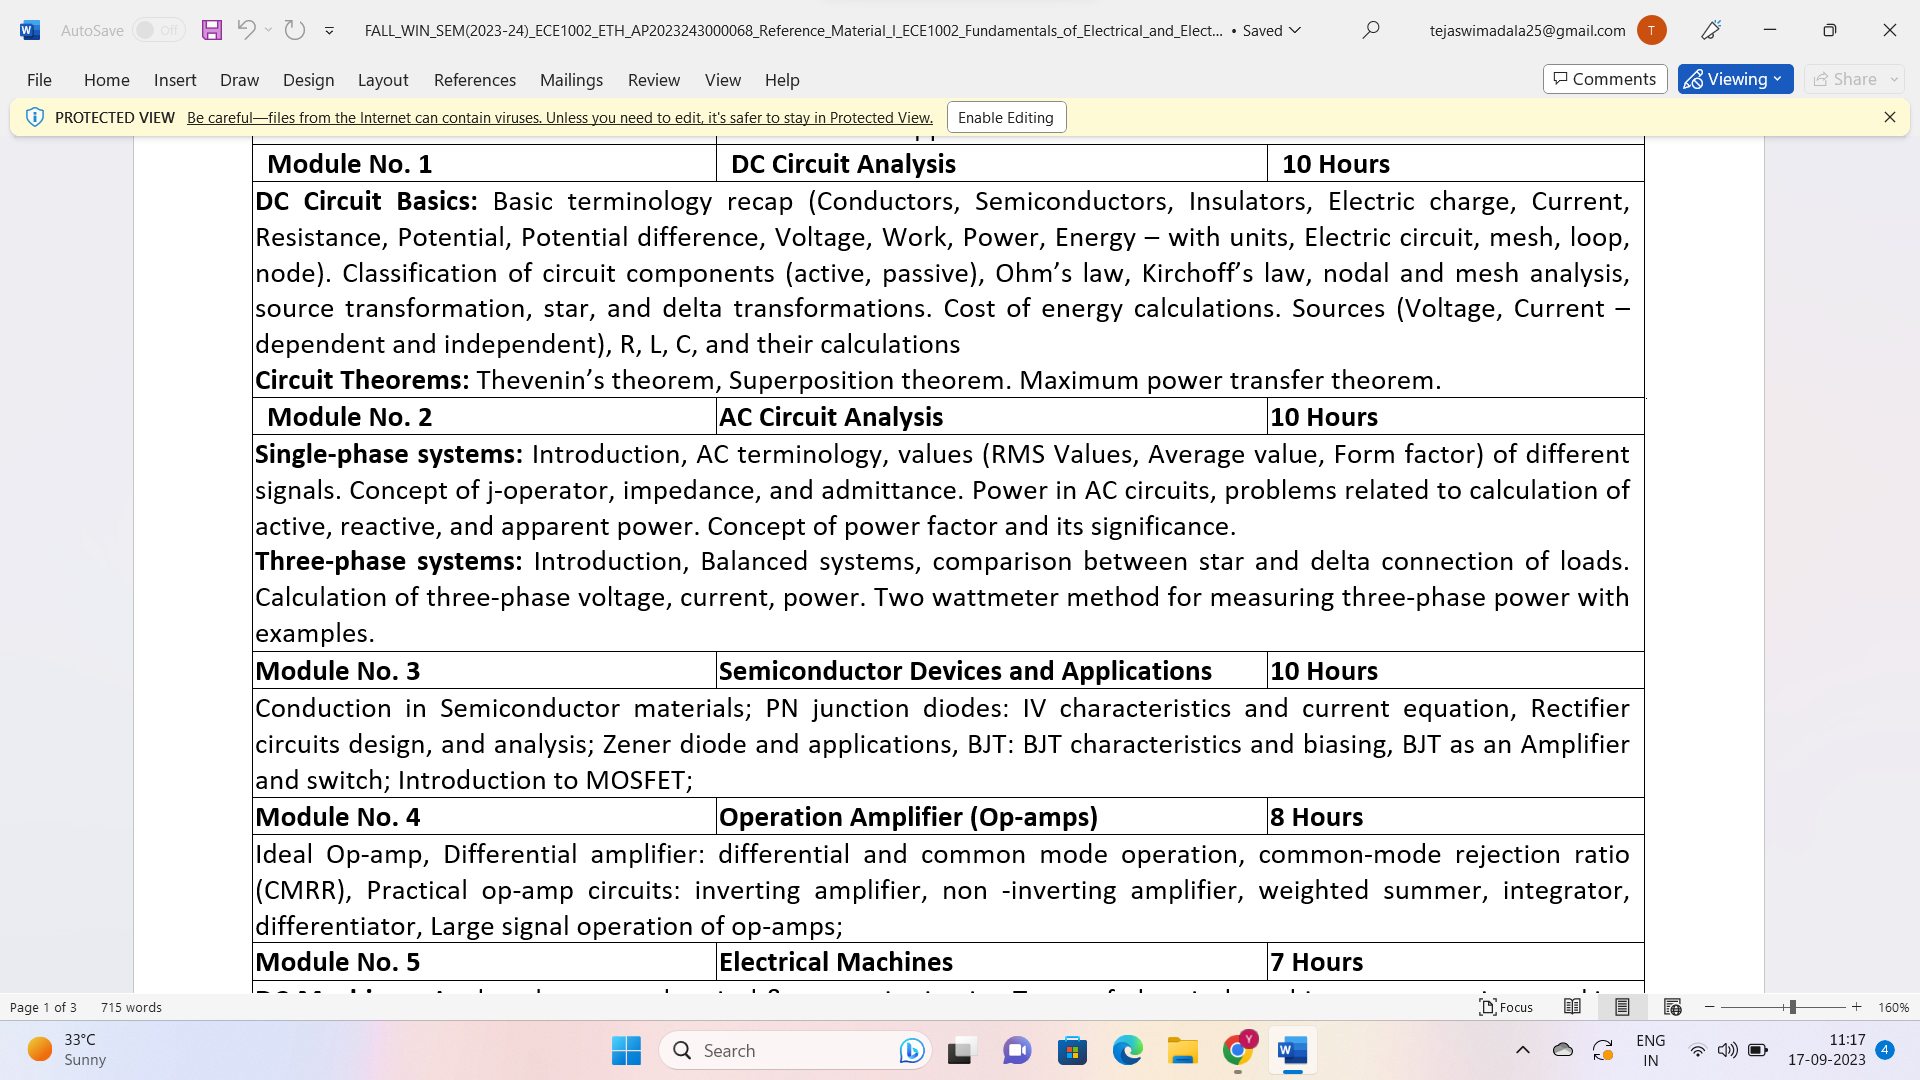 AutoSave Off
FALL_WIN_SEM(2023-24)_ECE1002_ETH_AP2023243000068_Reference_Material_I_ECE1002_Fundamentals_of_Electrical_and_Elect... • Saved
tejaswimadala25@gmail.com T
File Home Insert Draw Design Layout References Mailings Review View Help
Comments Viewing Share
PROTECTED VIEW Be careful—files from the Internet can contain viruses. Unless you need to edit, it's safer to stay in Protected View. Enable Editing
Module No. 1 DC Circuit Analysis 10 Hours
DC Circuit Basics: Basic terminology recap (Conductors, Semiconductors, Insulators, Electric charge, Current,
Resistance, Potential, Potential difference, Voltage, Work, Power, Energy – with units, Electric circuit, mesh, loop,
node). Classification of circuit components (active, passive), Ohm’s law, Kirchoff’s law, nodal and mesh analysis,
source transformation, star, and delta transformations. Cost of energy calculations. Sources (Voltage, Current –
dependent and independent), R, L, C, and their calculations
Circuit Theorems: Thevenin’s theorem, Superposition theorem. Maximum power transfer theorem.
Module No. 2 AC Circuit Analysis 10 Hours
Single-phase systems: Introduction, AC terminology, values (RMS Values, Average value, Form factor) of different
signals. Concept of j-operator, impedance, and admittance. Power in AC circuits, problems related to calculation of
active, reactive, and apparent power. Concept of power factor and its significance.
Three-phase systems: Introduction, Balanced systems, comparison between star and delta connection of loads.
Calculation of three-phase voltage, current, power. Two wattmeter method for measuring three-phase power with
examples.
Module No. 3 Semiconductor Devices and Applications 10 Hours
Conduction in Semiconductor materials; PN junction diodes: IV characteristics and current equation, Rectifier
circuits design, and analysis; Zener diode and applications, BJT: BJT characteristics and biasing, BJT as an Amplifier
and switch; Introduction to MOSFET;
Module No. 4 Operation Amplifier (Op-amps) 8 Hours
Ideal Op-amp, Differential amplifier: differential and common mode operation, common-mode rejection ratio
(CMRR), Practical op-amp circuits: inverting amplifier, non -inverting amplifier, weighted summer, integrator,
differentiator, Large signal operation of op-amps;
Module No. 5 Electrical Machines 7 Hours
Page 1 of 3 715 words Focus 160%
33°C
Sunny
Search
Y
ENG
IN
11:17
17-09-2023
4